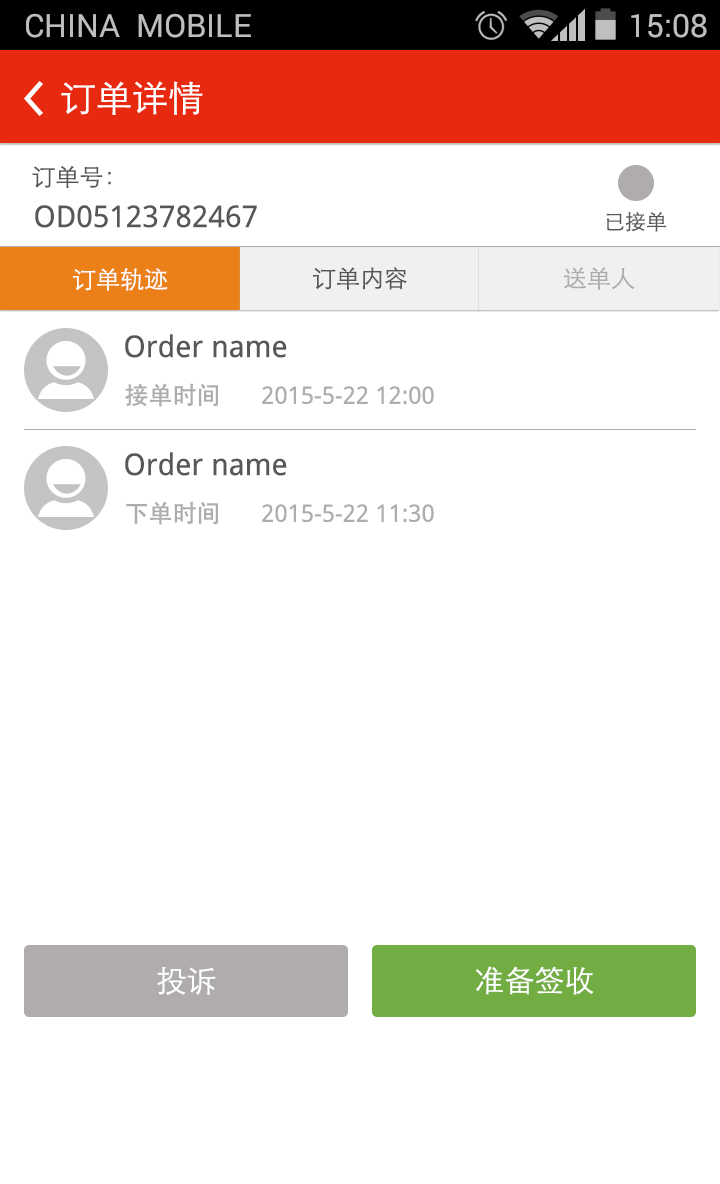 CHINA MOBILE 15:08
订单详情
订单号:
OD05123782467
已接单
订单轨迹 订单内容 送单人
Order name
接单时间 2015-5-22 12:00
Order name
下单时间 2015-5-22 11:30
投诉 准备签收